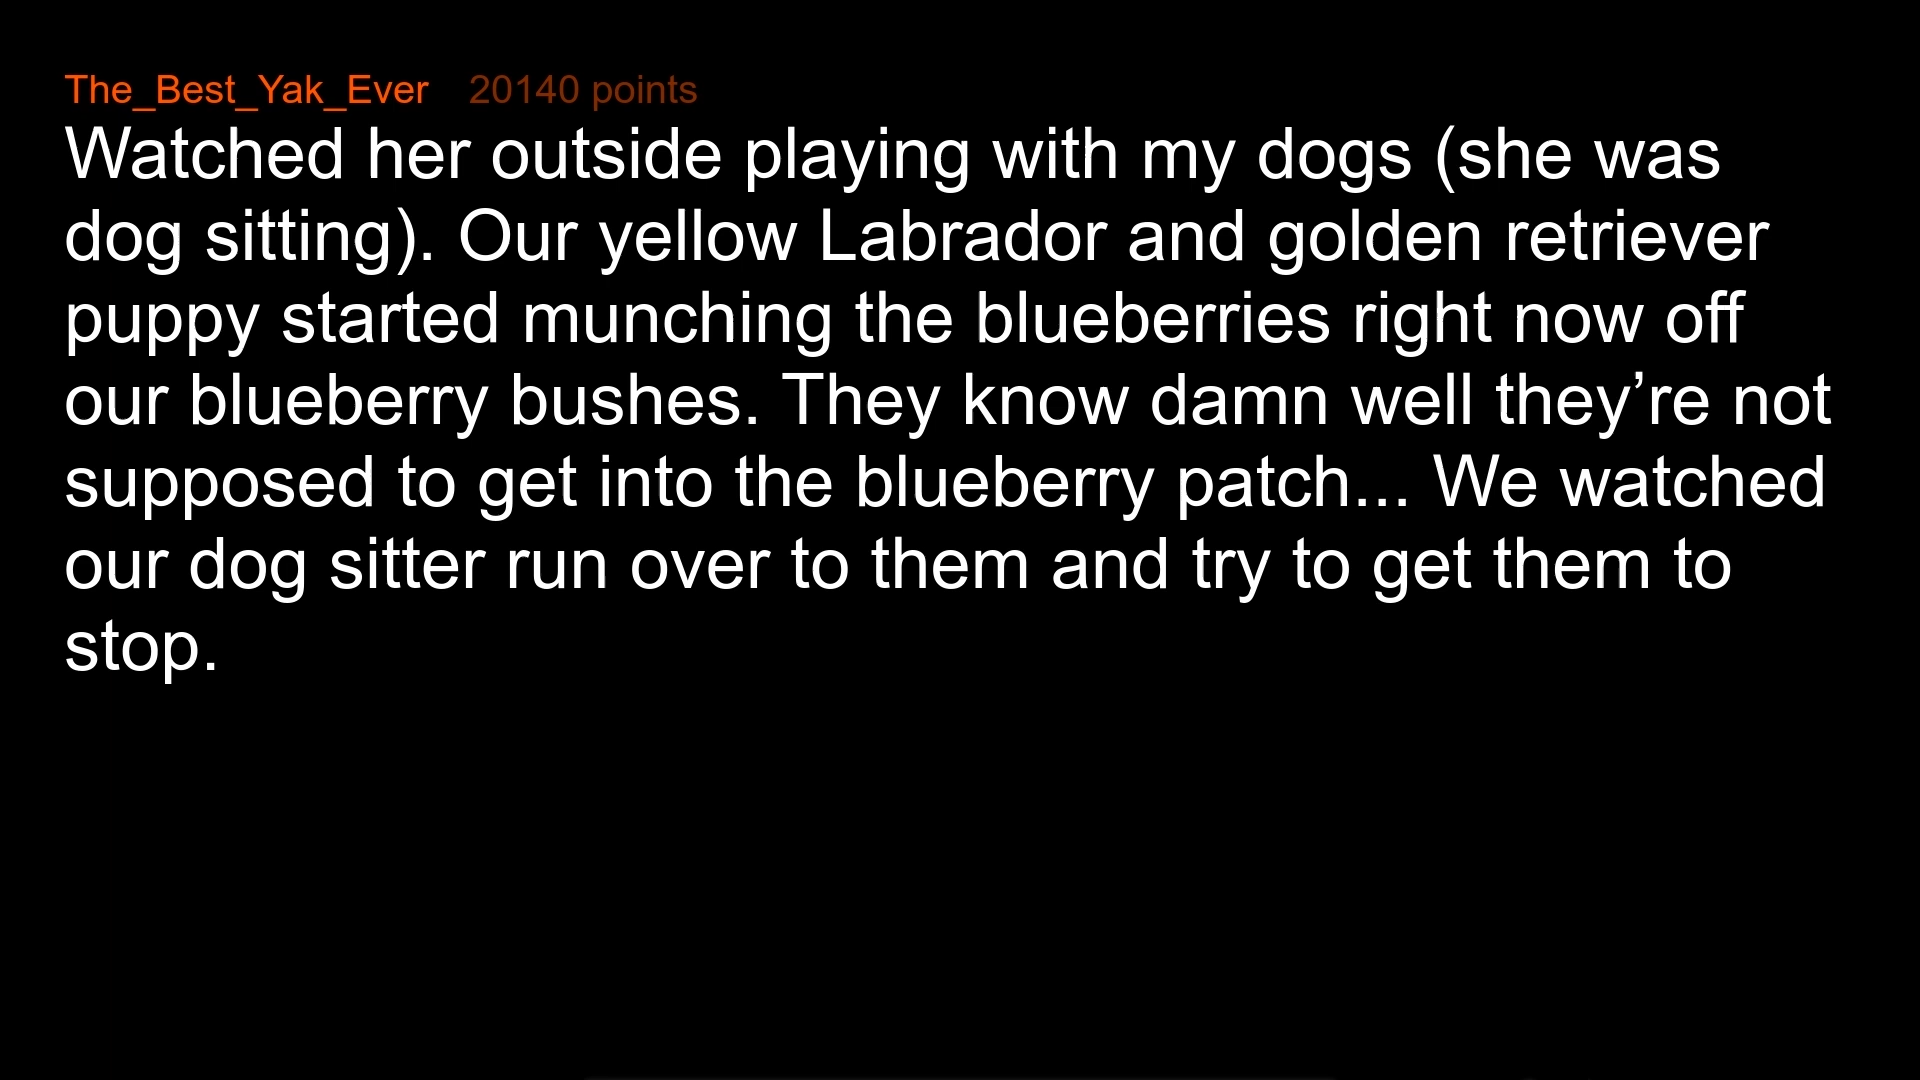 The_Best_Yak_Ever 20140 points
Watched her outside playing with my dogs (she was
dog sitting). Our yellow Labrador and golden retriever
puppy started munching the blueberries right now off
our blueberry bushes. They know damn well they’re not
supposed to get into the blueberry patch... We watched
our dog sitter run over to them and try to get them to
stop.